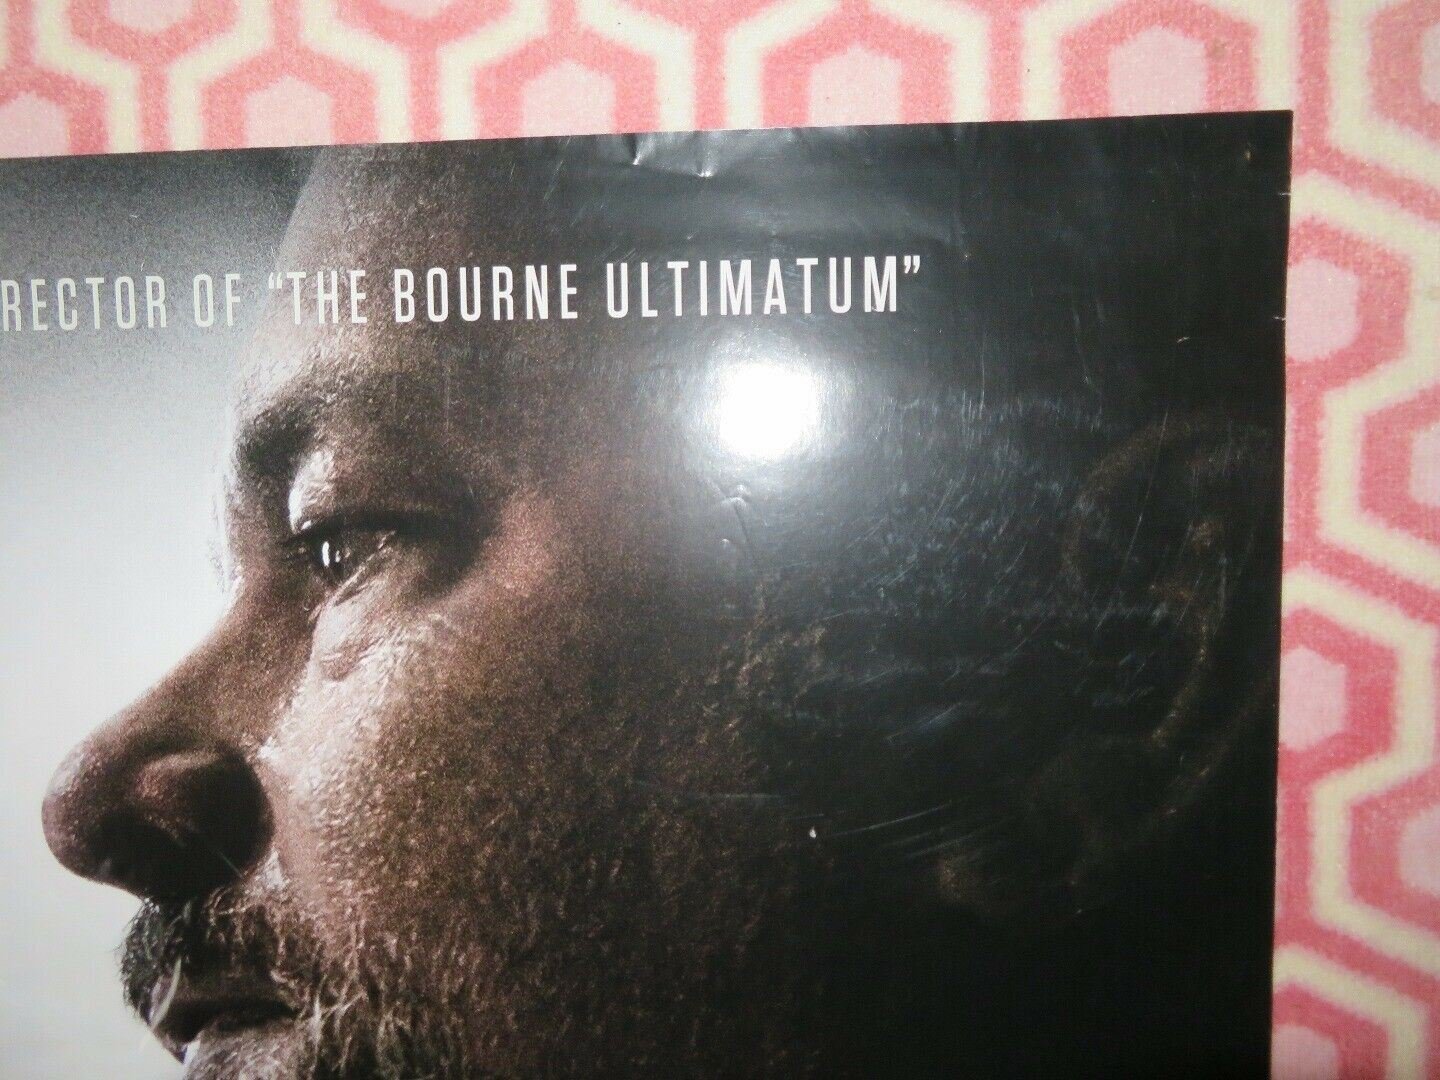 RECTOR OF “THE BOURNE ULTIMATUM”